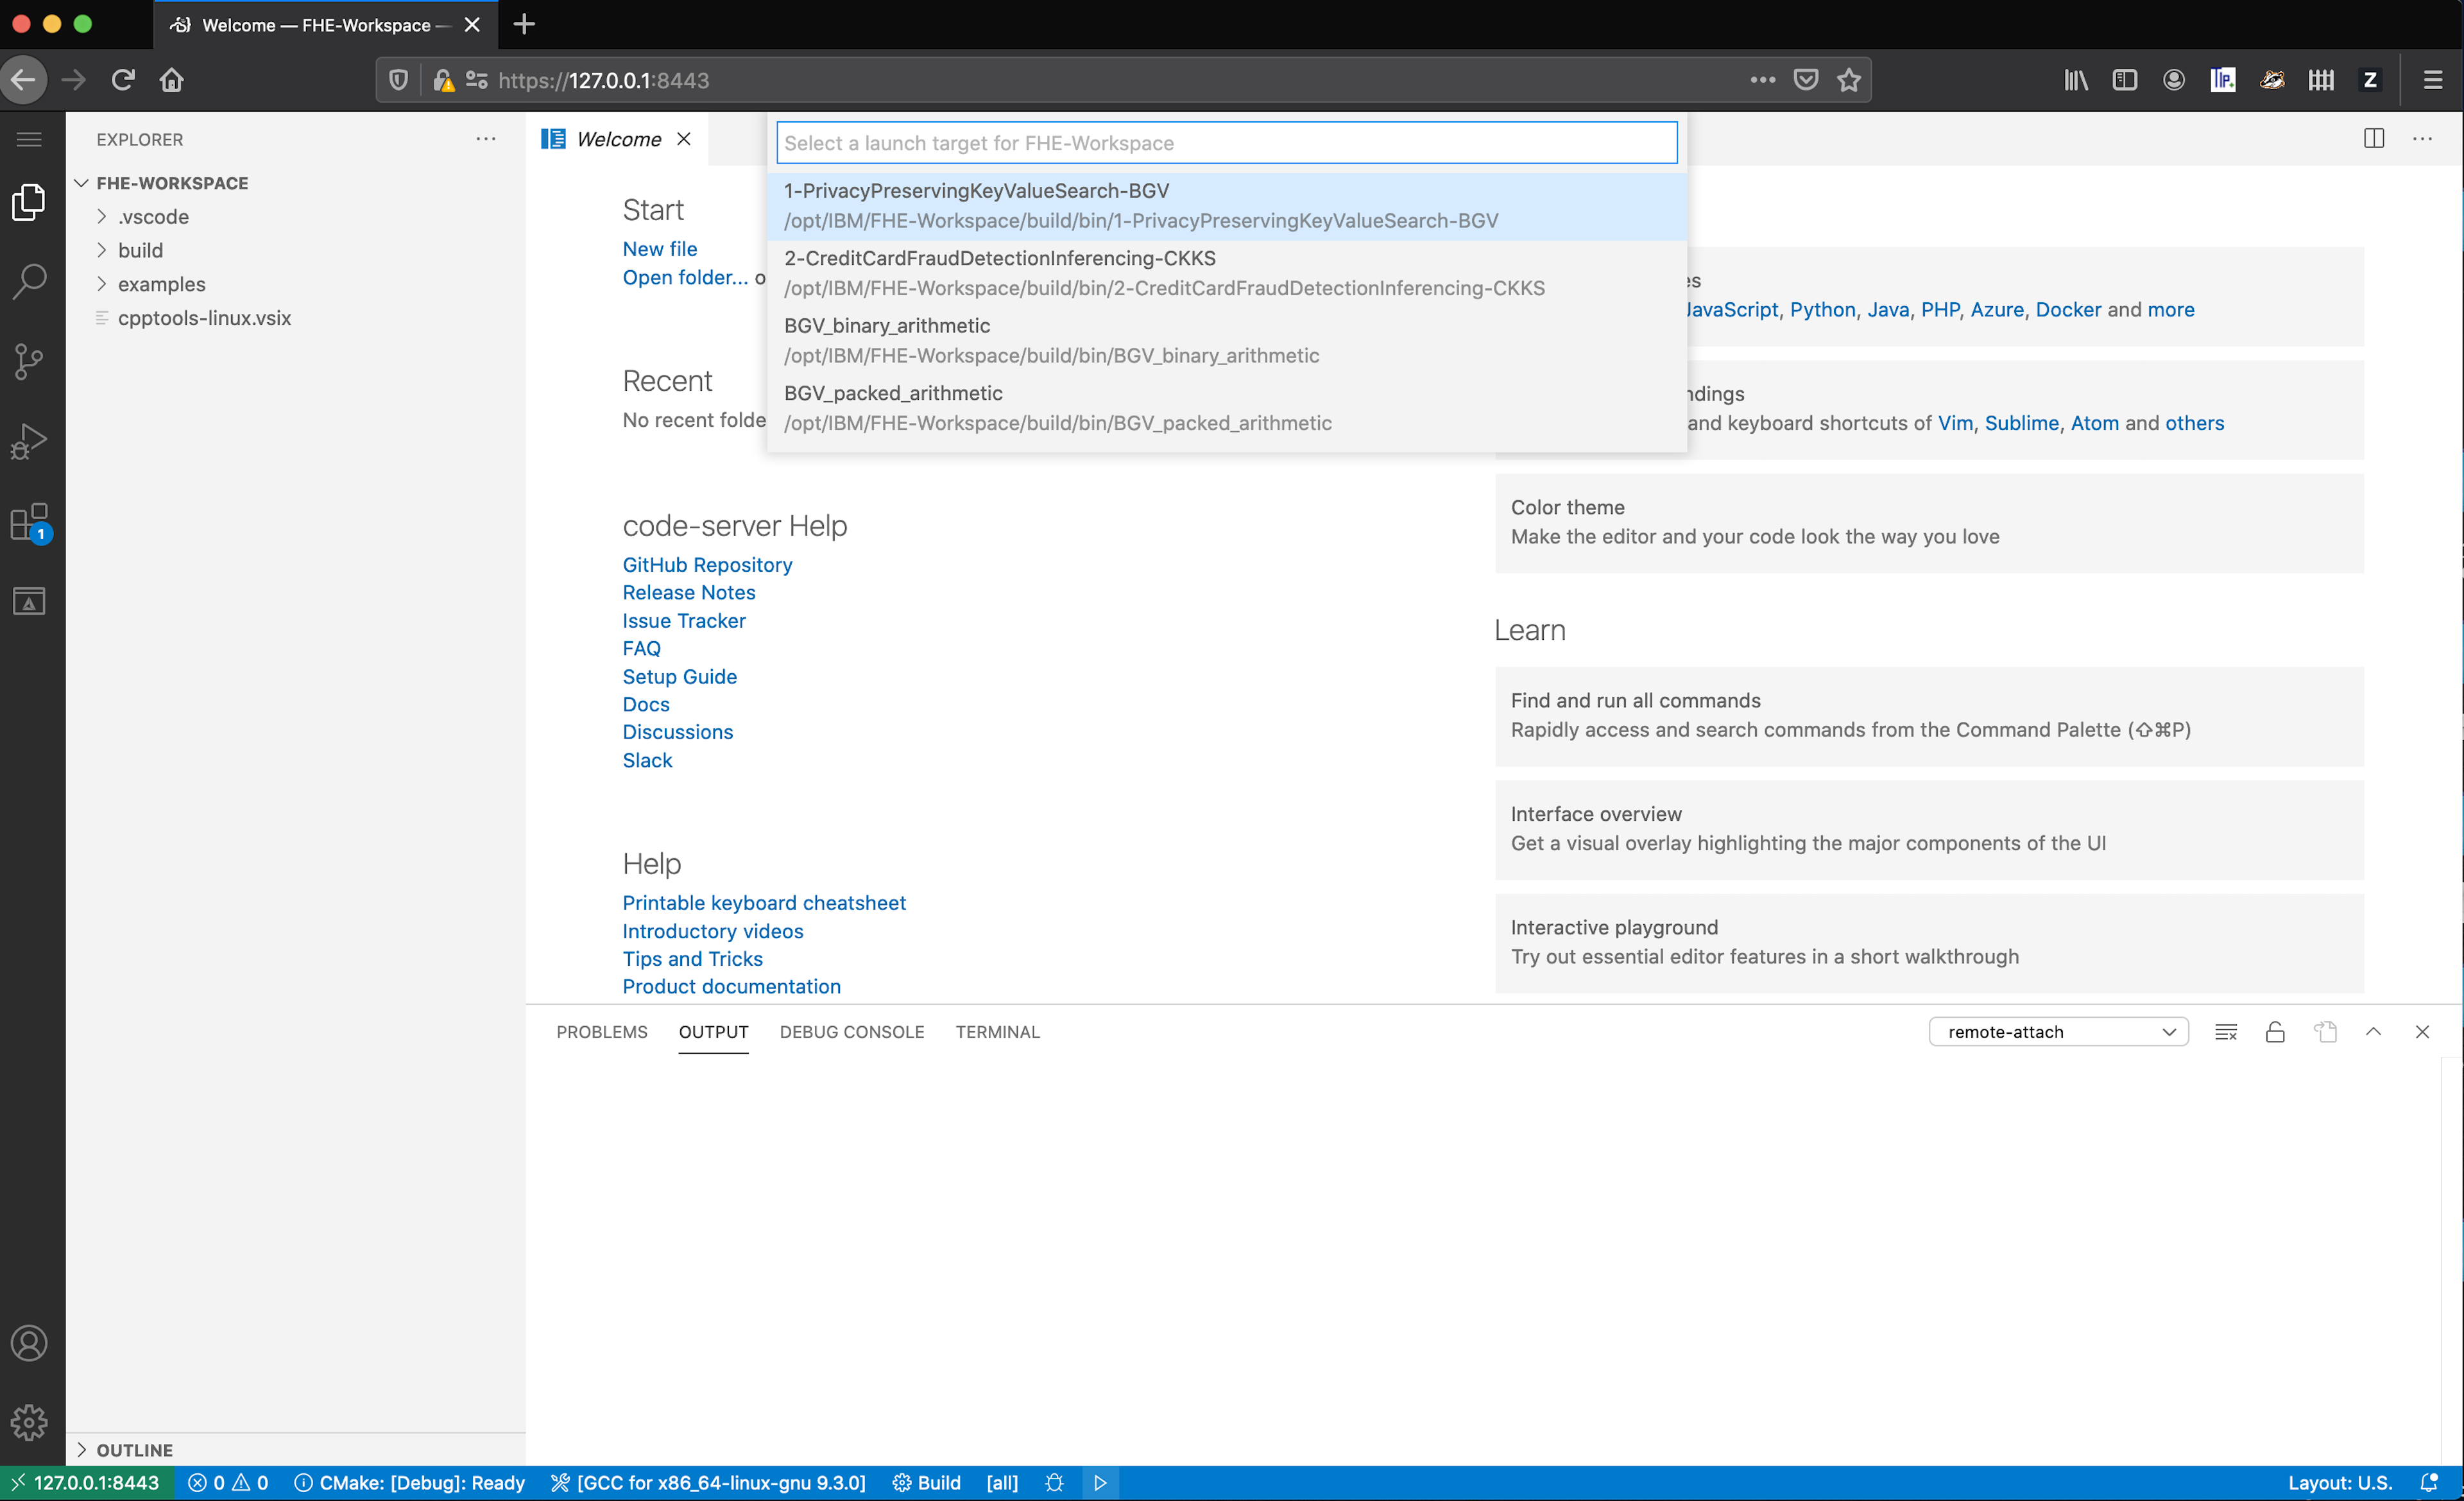 Welcome — FHE-Workspace —
https://127.0.0.1:8443
EXPLORER
FHE-WORKSPACE
.vscode
build
examples
cpptools-linux.vsix
OUTLINE
Welcome
Select a launch target for FHE-Workspace
1-PrivacyPreservingKeyValueSearch-BGV
/opt/IBM/FHE-Workspace/build/bin/1-PrivacyPreservingKeyValueSearch-BGV
2-CreditCardFraudDetectionInferencing-CKKS
/opt/IBM/FHE-Workspace/build/bin/2-CreditCardFraudDetectionInferencing-CKKS
BGV_binary_arithmetic
/opt/IBM/FHE-Workspace/build/bin/BGV_binary_arithmetic
BGV_packed_arithmetic
/opt/IBM/FHE-Workspace/build/bin/BGV_packed_arithmetic
Start
New file
Open folder... o
Recent
No recent folde
code-server Help
GitHub Repository
Release Notes
Issue Tracker
FAQ
Setup Guide
Docs
Discussions
Slack
Help
Printable keyboard cheatsheet
Introductory videos
Tips and Tricks
Product documentation
es
JavaScript, Python, Java, PHP, Azure, Docker and more
ndings
and keyboard shortcuts of Vim, Sublime, Atom and others
Color theme
Make the editor and your code look the way you love
Learn
Find and run all commands
Rapidly access and search commands from the Command Palette (⇧⌘P)
Interface overview
Get a visual overlay highlighting the major components of the UI
Interactive playground
Try out essential editor features in a short walkthrough
PROBLEMS OUTPUT DEBUG CONSOLE TERMINAL remote-attach
1
TIP.
Z
127.0.0.1:8443 0 0 CMake: [Debug]: Ready [GCC for x86_64-linux-gnu 9.3.0] Build [all] Layout: U.S.